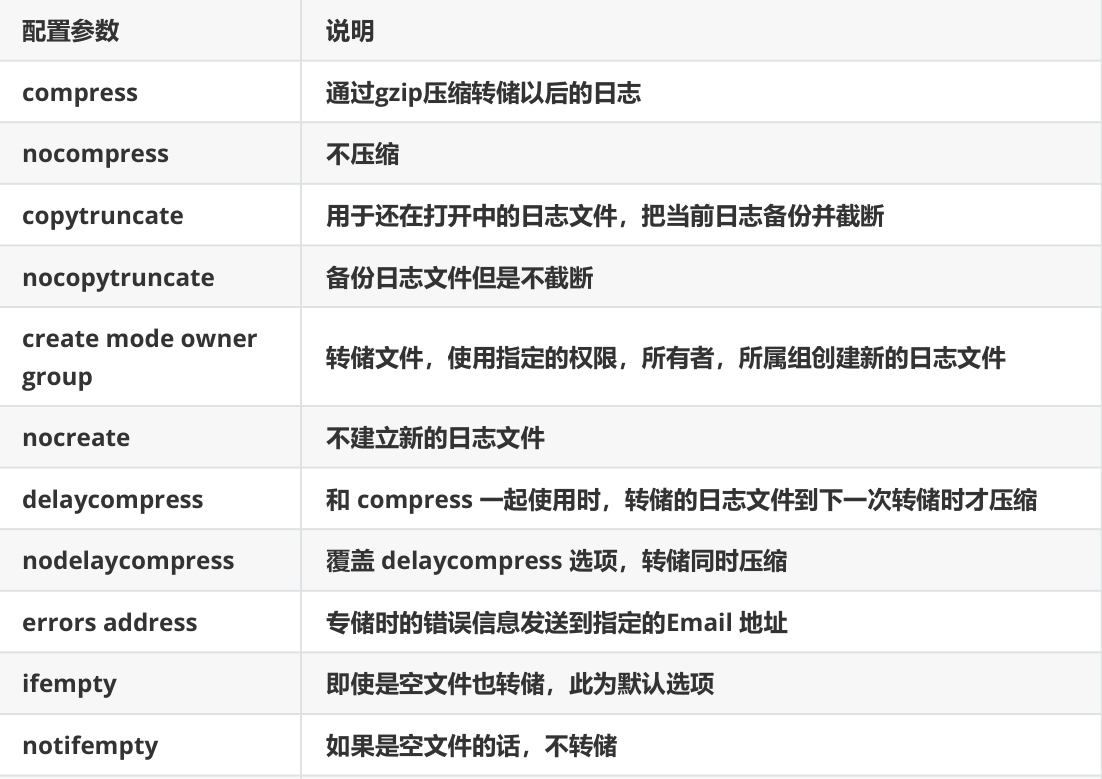 配置参数 说明
compress 通过gzip压缩转储以后的日志
nocompress 不压缩
copytruncate 用于还在打开中的日志文件，把当前日志备份并截断
nocopytruncate 备份日志文件但是不截断
create mode owner
group 转储文件，使用指定的权限，所有者，所属组创建新的日志文件
nocreate 不建立新的日志文件
delaycompress 和 compress 一起使用时，转储的日志文件到下一次转储时才压缩
nodelaycompress 覆盖 delaycompress 选项，转储同时压缩
errors address 专储时的错误信息发送到指定的Email 地址
ifempty 即使是空文件也转储，此为默认选项
notifempty 如果是空文件的话，不转储